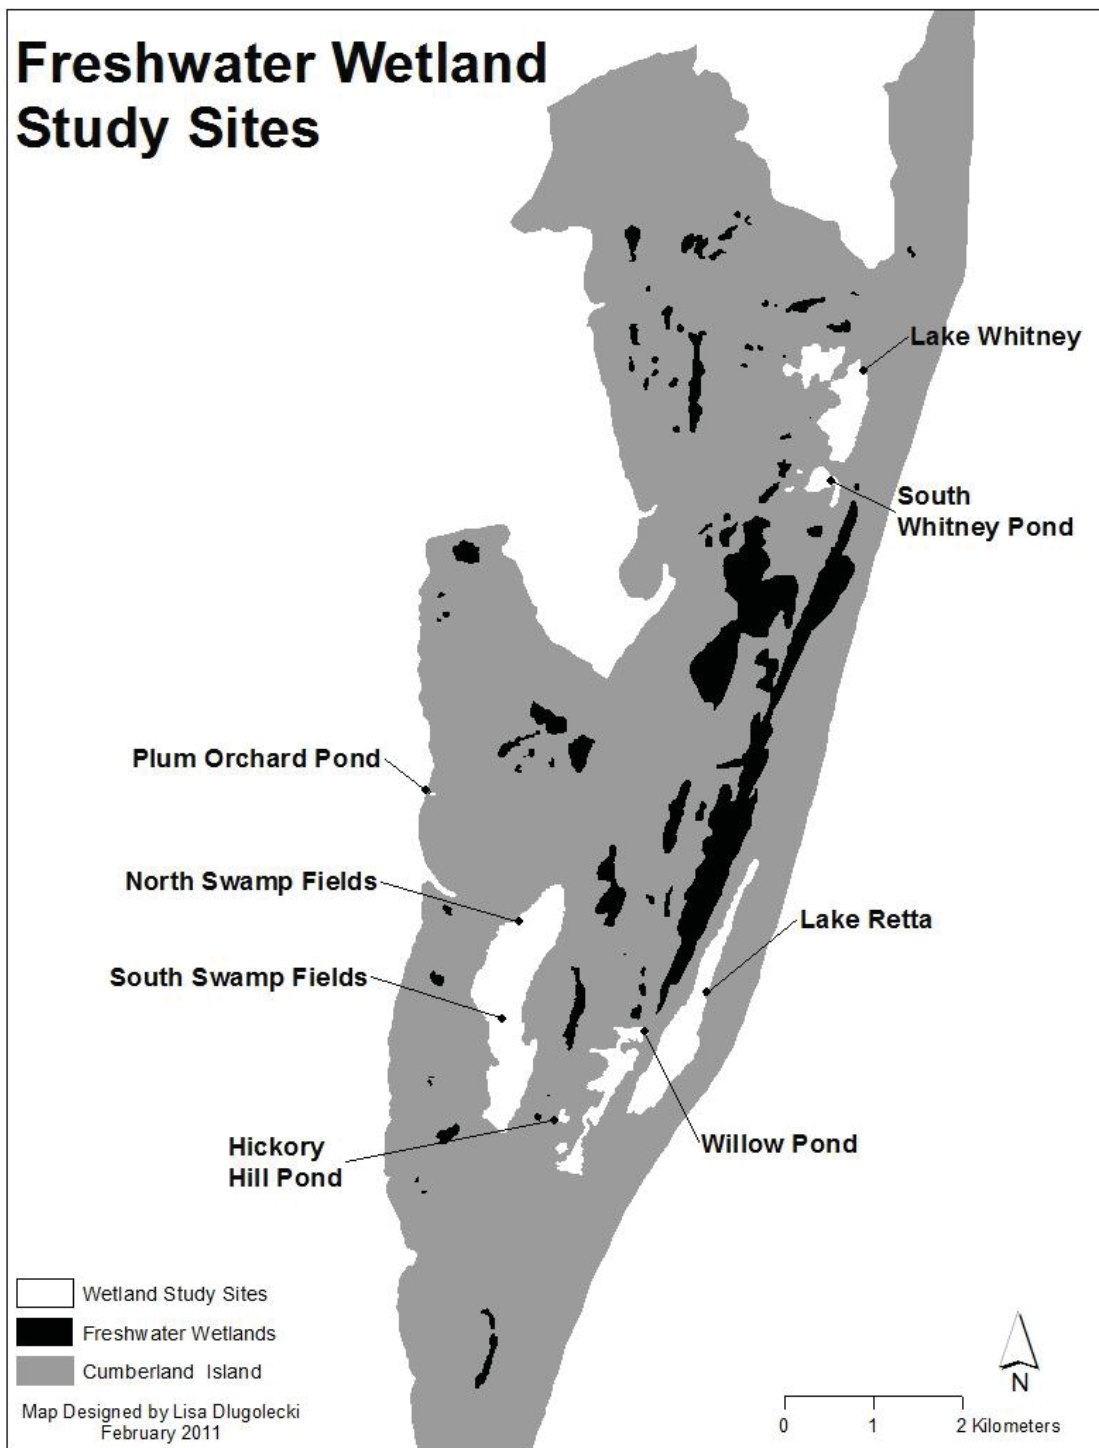 Freshwater Wetland
Study Sites
Lake Whitney
South
Whitney Pond
Plum Orchard Pond
North Swamp Fields
Lake Retta
South Swamp Fields
Hickory
Hill Pond
Willow Pond
Wetland Study Sites
Freshwater Wetlands
Cumberland Island
Map Designed by Lisa Dlugolecki
February 2011
N
0 1 2 Kilometers